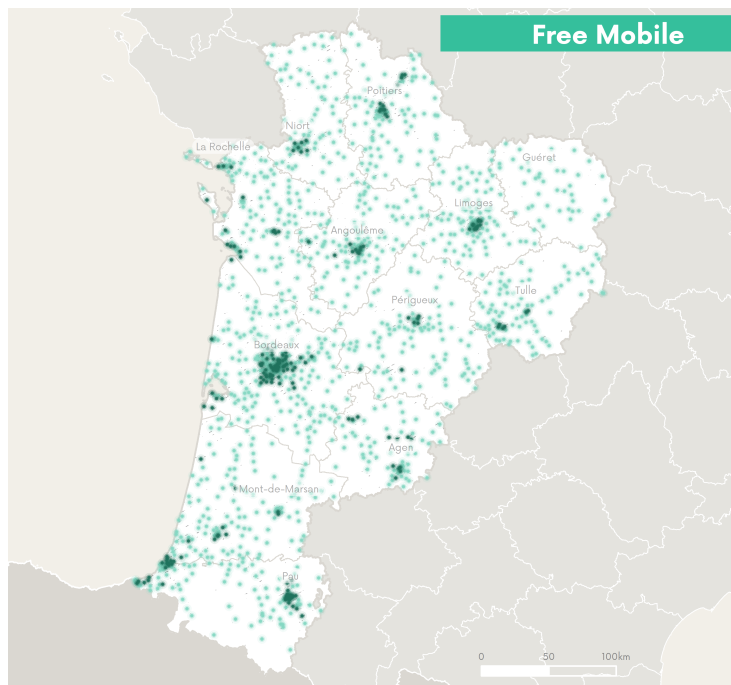 Free Mobile
Poitiers
Niort
La Rochelle
Guéret
Limoges
Angoulême
Tulle
Périgueux
Bordeaux
Agen
Mont-de-Marsan
Pau
0 50 100km